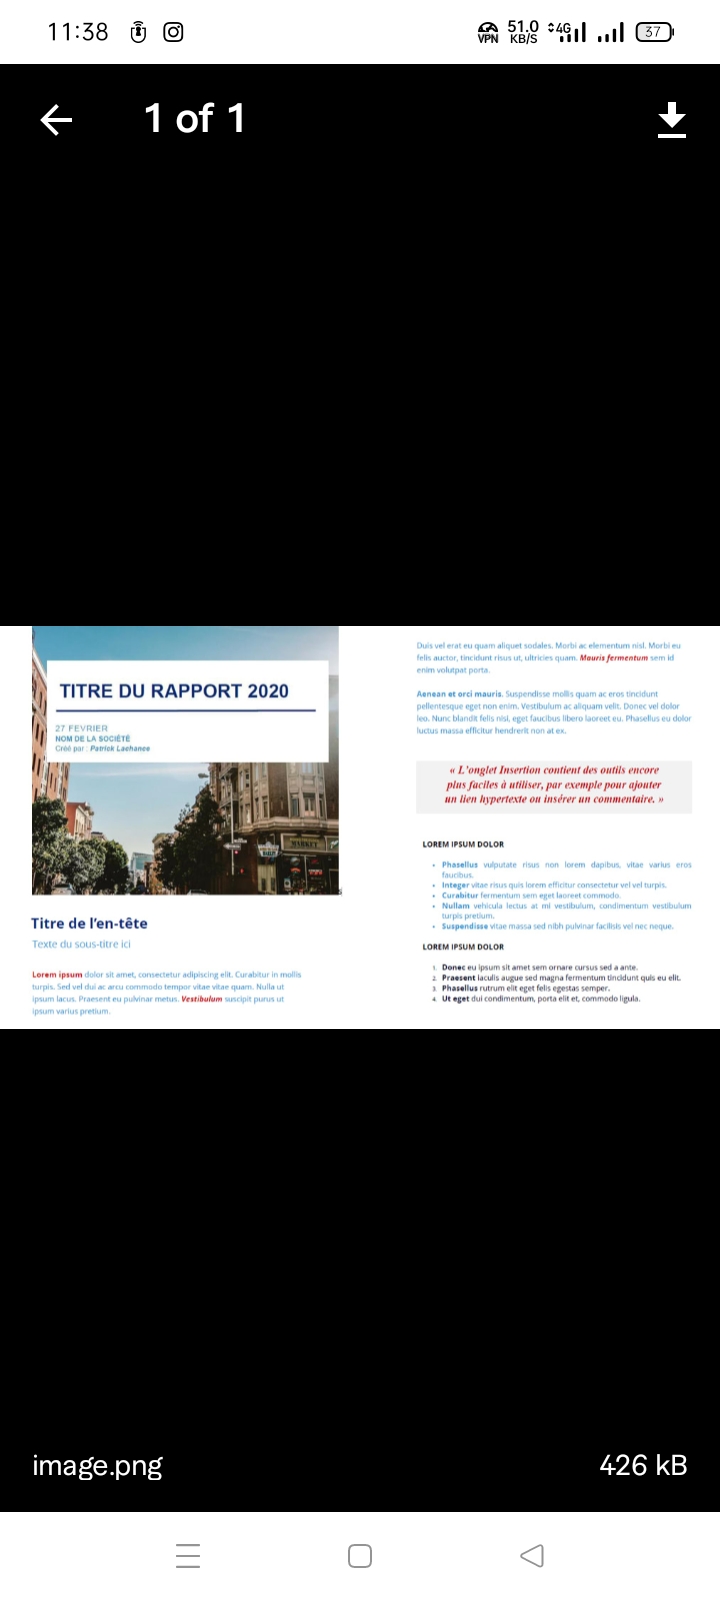 11:38
VPN
51.0
KB/S
4G
37
1 of 1
TITRE DU RAPPORT 2020
27 FEVRIER
NOM DE LA SOCIÉTÉ
Créé par : Patrick Lachance
MARKET
Titre de l'en-tête
Texte du sous-titre ici
Lorem ipsum dolor sit amet, consectetur adipiscing elit. Curabitur in mollis
turpis. Sed vel dui ac arcu commodo tempor vitae vitae quam. Nulla ut
ipsum lacus. Praesent eu pulvinar metus. Vestibulum suscipit purus ut
ipsum varius pretium.
Duis vel erat eu quam aliquet sodales. Morbi ac elementum nisl. Morbi eu
felis auctor, tincidunt risus ut, ultricies quam. Mauris fermentum sem id
enim volutpat porta.
Aenean et orci mauris. Suspendisse mollis quam ac eros tincidunt
pellentesque eget non enim. Vestibulum ac aliquam velit. Donec vel dolor
leo. Nunc blandit felis nisl, eget faucibus libero laoreet eu. Phasellus eu dolor
luctus massa efficitur hendrerit non at ex.
« L'onglet Insertion contient des outils encore
plus faciles à utiliser, par exemple pour ajouter
un lien hypertexte ou insérer un commentaire. »
LOREM IPSUM DOLOR
• Phasellus vulputate risus non lorem dapibus, vitae varius eros
faucibus.
• Integer vitae risus quis lorem efficitur consectetur vel vel turpis.
• Curabitur fermentum sem eget laoreet commodo.
• Nullam vehicula lectus at mi vestibulum, condimentum vestibulum
turpis pretium.
• Suspendisse vitae massa sed nibh pulvinar facilisis vel nec neque.
LOREM IPSUM DOLOR
1. Donec eu ipsum sit amet sem ornare cursus sed a ante.
2. Praesent iaculis augue sed magna fermentum tincidunt quis eu elit.
3. Phasellus rutrum elit eget felis egestas semper.
4. Ut eget dui condimentum, porta elit et, commodo ligula.
image.png
426 kB